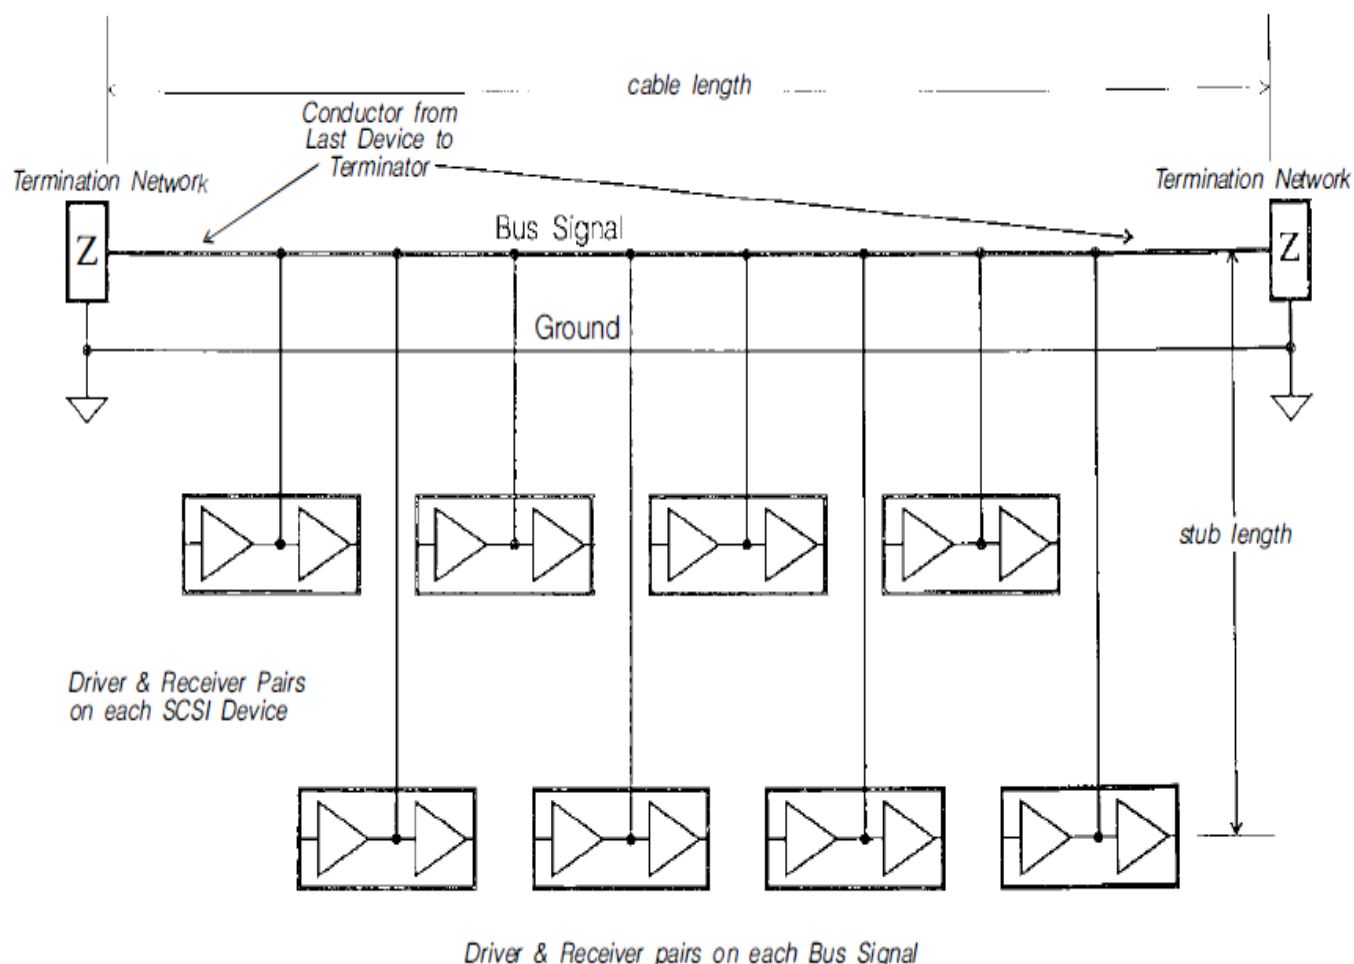 cable length
Conductor from
Last Device to
Terminator
Termination Network
Termination Network
Bus Signal
Z
Z
Ground
stub length
Driver & Receiver Pairs
on each SCSI Device
Driver & Receiver pairs on each Bus Signal